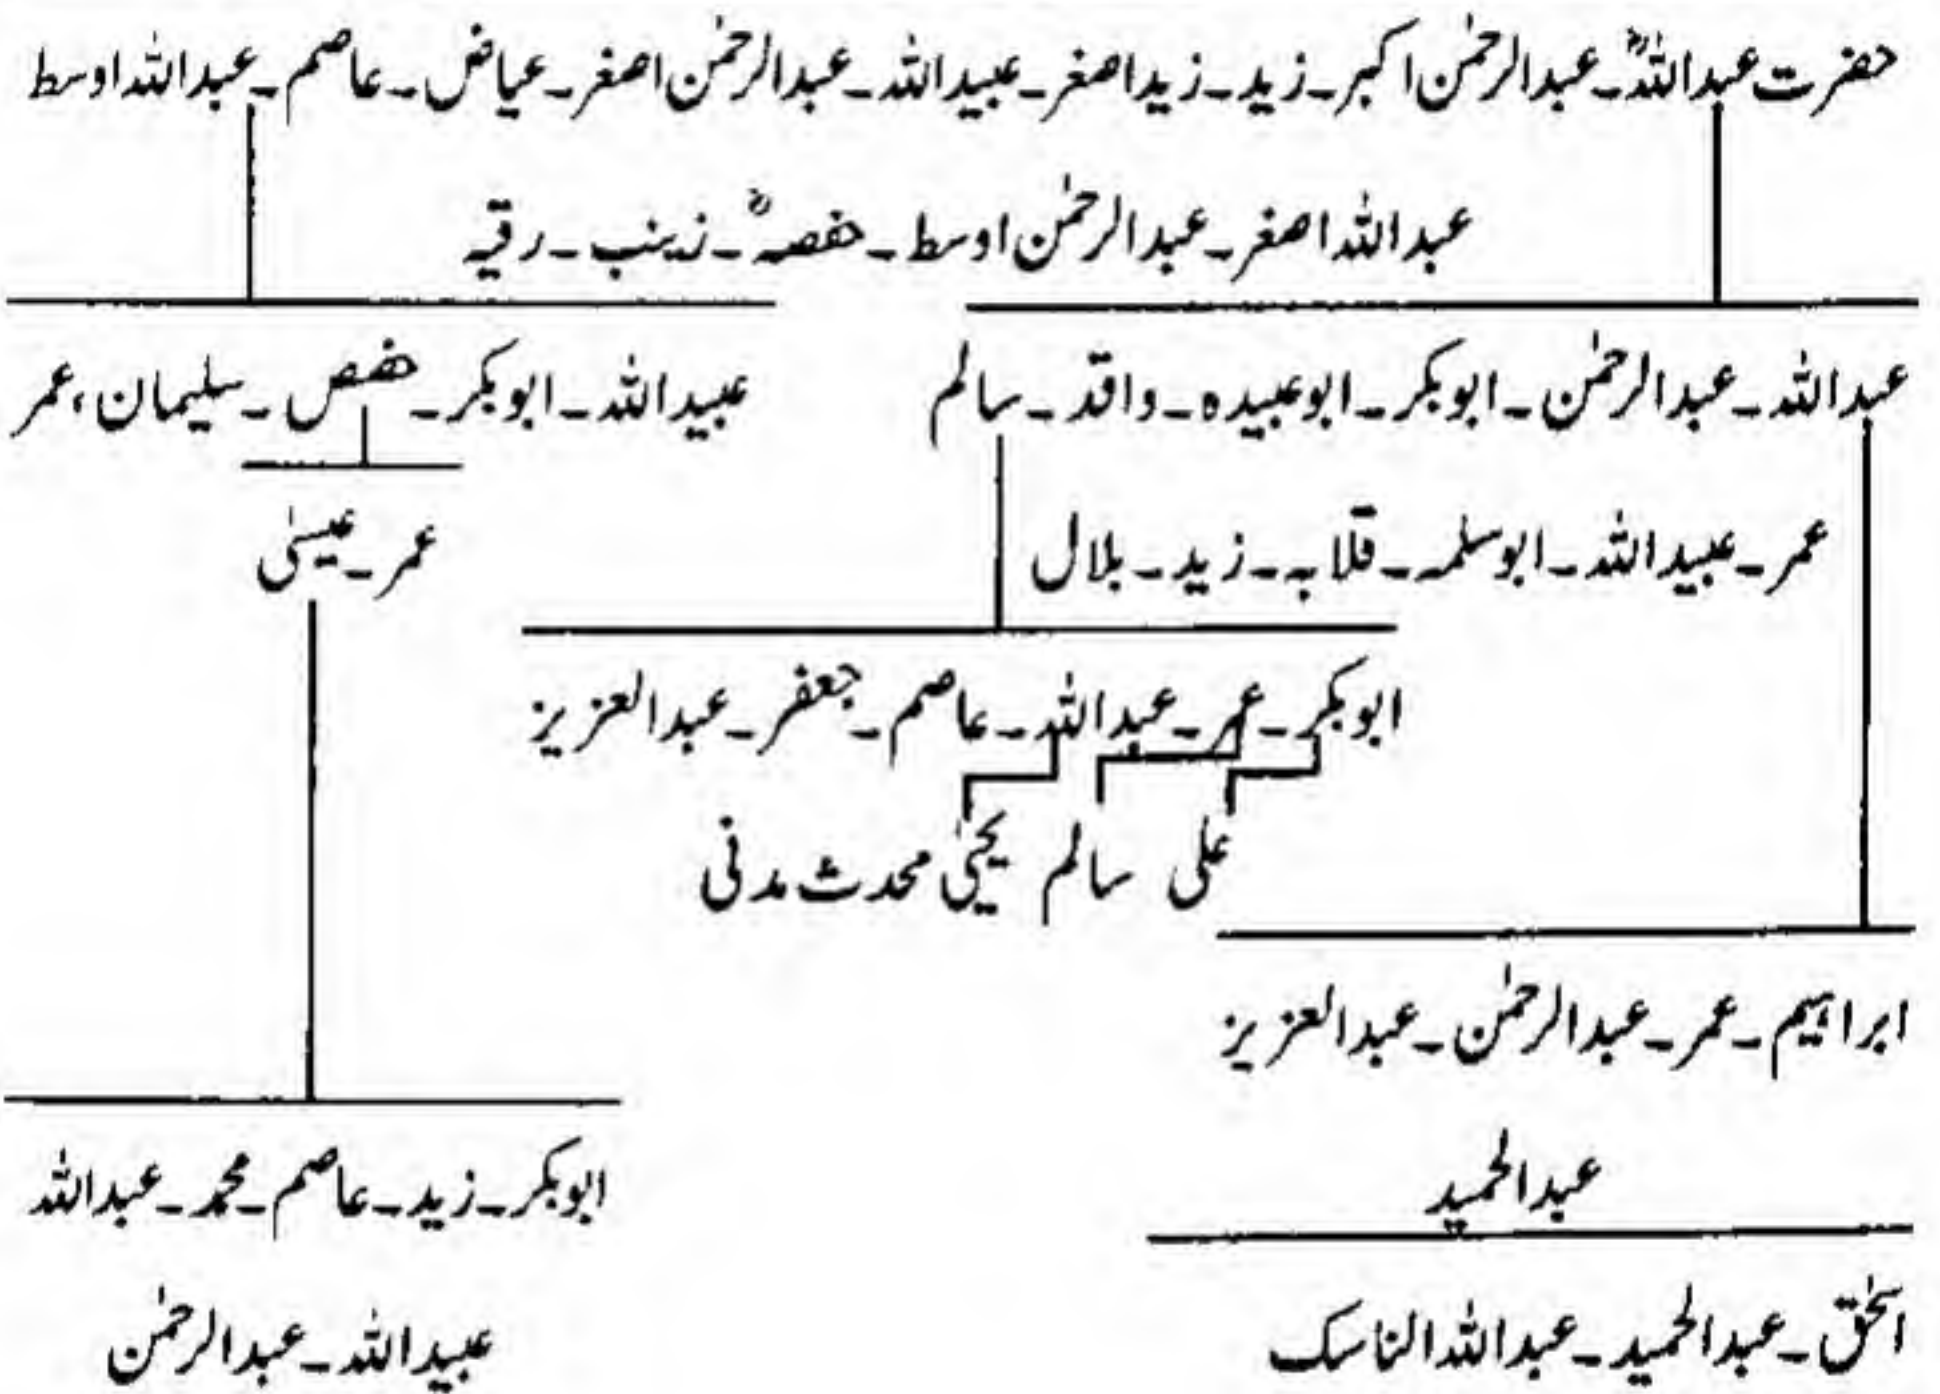 حضرت عبداللہؓ۔عبدالرحمٰن اکبر۔زید۔زید اصغر۔عبیداللہ۔عبدالرحمٰن اصغر۔عیاض۔عاصم۔عبداللہ اوسط
عبداللہ اصغر۔عبدالرحمٰن اوسط۔حفصہؓ۔زینب۔رقیہ
عبداللہ۔عبدالرحمٰن۔ابوبکر۔ابوعبیدہ۔واقد۔سالم
عبیداللہ۔ابوبکر۔حفص۔سلیمان،عمر
عمر۔عبیداللہ۔ابوسلمہ۔قلابہ۔زید۔بلال
عمر۔عیسیٰ
ابوبکر۔عمر۔عبداللہ۔عاصم۔جعفر۔عبدالعزیز
علی سالم یحیٰی محدث مدنی
ابراہیم۔عمر۔عبدالرحمٰن۔عبدالعزیز
عبدالحمید
ابوبکر۔زید۔عاصم۔محمد۔عبداللہ
اسحٰق۔عبدالحمید۔عبداللہ الناسک
عبیداللہ۔عبدالرحمٰن